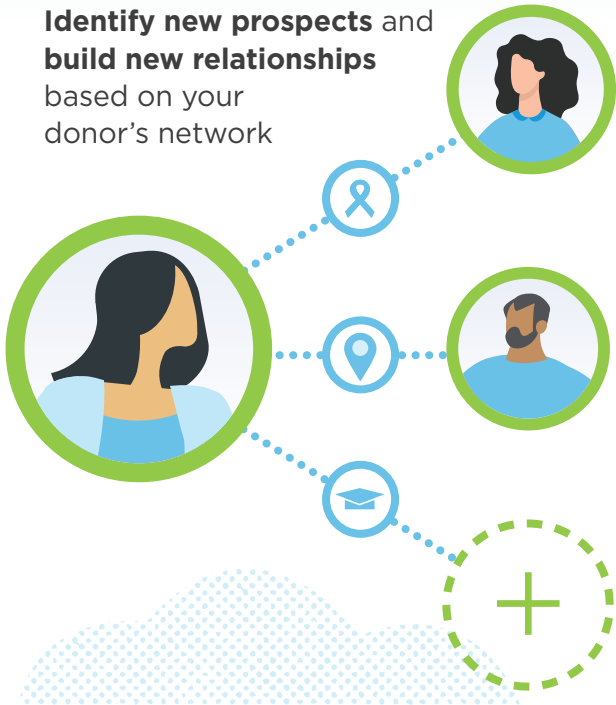 Identify new prospects and
build new relationships
based on your
donor’s network